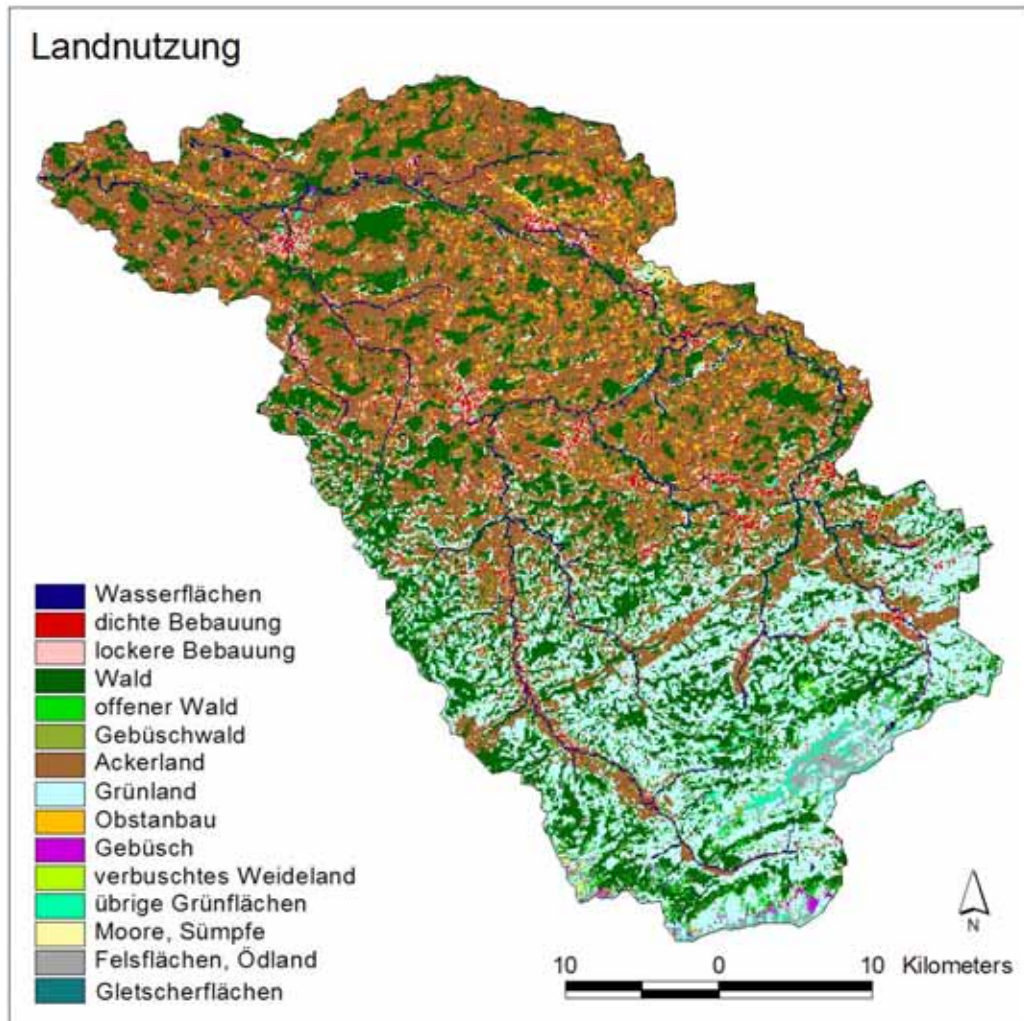 Landnutzung
Wasserflächen
dichte Bebauung
lockere Bebauung
Wald
offener Wald
Gebüschwald
Ackerland
Grünland
Obstanbau
Gebüsch
verbuschtes Weideland
übrige Grünflächen
Moore, Sümpfe
Felsflächen, Ödland
Gletscherflächen
N
10 0 10 Kilometers